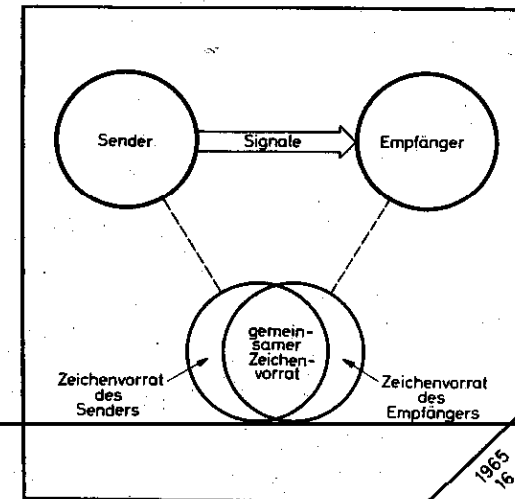 Sender
Signale
Empfänger
gemein-
samer
Zeichen-
vorrat
Zeichenvorrat
des
Senders
Zeichenvorrat
des
Empfängers
1965
16